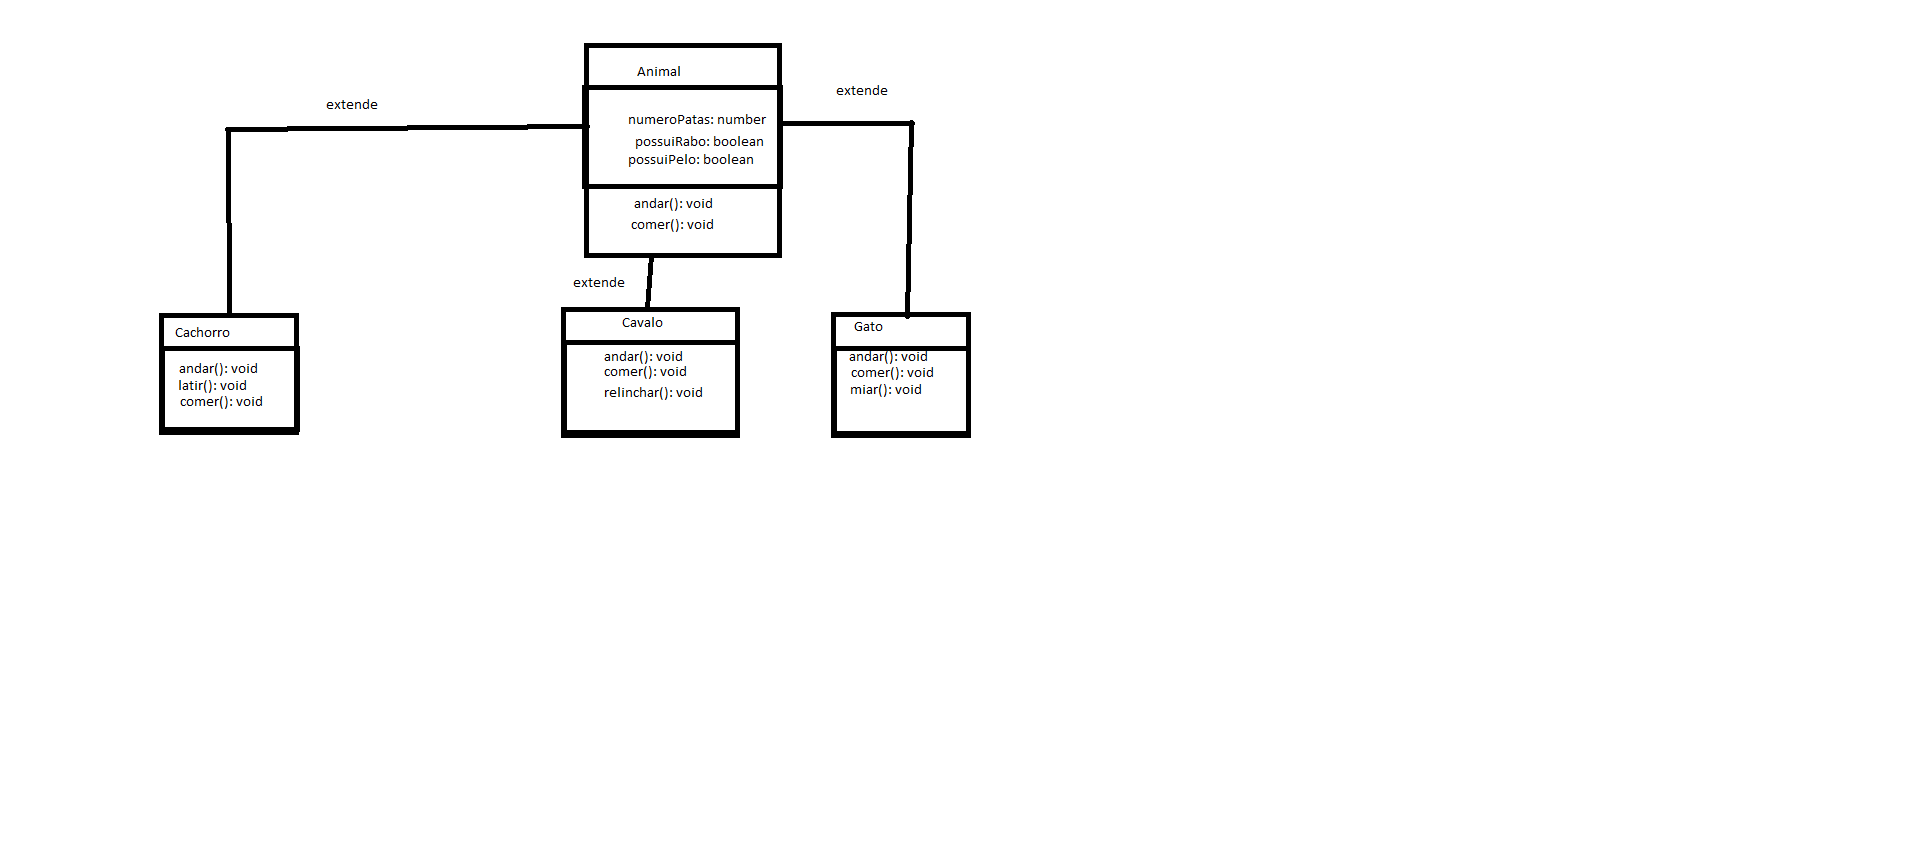 Animal
numeroPatas: number
possuiRabo: boolean
possuiPelo: boolean
andar(): void
comer(): void
extende
extende
extende
Cachorro
andar(): void
latir(): void
comer(): void
Cavalo
andar(): void
comer(): void
relinchar(): void
Gato
andar(): void
comer(): void
miar(): void